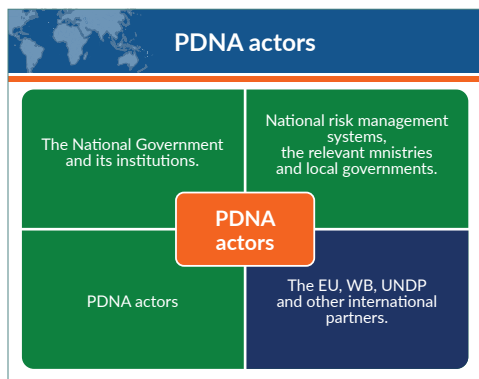 PDNA actors
The National Government
and its institutions.
National risk management
systems,
the relevant mnistries
and local governments.
PDNA
actors
PDNA actors
The EU, WB, UNDP
and other international
partners.